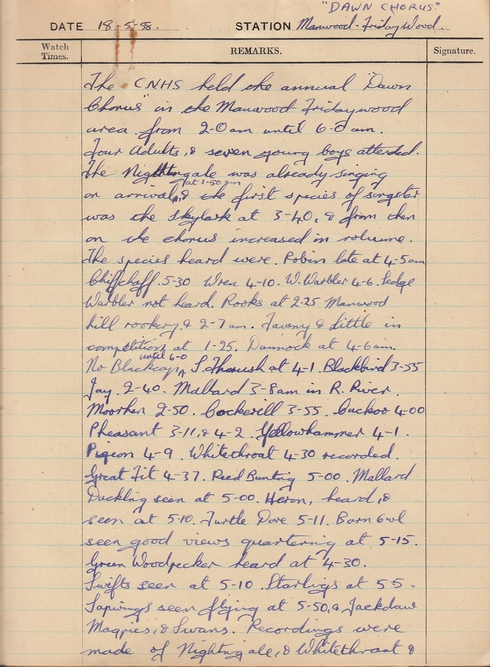 "DAWN CHORUS"
DATE 18-5-58. STATION Manwood-Fridaywood.
Watch Times. REMARKS. Signature.
The CNHS held the annual "Dawn
Chorus" in the Manwood Fridaywood
area from 2-0am until 6-0am.
Four Adults, & seven young boys attended.
The Nightingale was already singing
at 1-50am
on arrival, & the first species of songster
was the skylark at 3-40, & from then
on the chorus increased in volume.
The species heard were. Robin late at 4-5am
Chiffchaff. 5-30 Wren 4-10. W. Warbler 4-6. Sedge
Warbler not heard. Rooks at 2-25 Manwood
hill rookery, & 2-7am. Tawny & Little in
competition at 1-25. Dunnock at 4-6am.
until 6-0
No Blackcap, S. Thrush at 4-1. Blackbird 3-55
Jay. 2-40. Mallard 3-8am in R. River.
Moorhen 2-50. Cockerill 3-55. Cuckoo 4-00
Pheasant 3-11, & 4-2. Yellowhammer 4-1.
Pigeon 4-9. Whitethroat 4-30 recorded.
Great Tit 4-37. Reed Bunting 5-00. Mallard
Duckling seen at 5-00. Heron, heard, &
seen at 5-10. Turtle Dove 5-11. Barn Owl
seen good views quartering at 5-15.
Green Woodpecker heard at 4-30.
Swifts seen at 5-10. Starlings at 5-5.
Lapwings seen flying at 5-50, & Jackdaw
Magpies, & Swans. Recordings were
made of Nightingale, & Whitethroat &